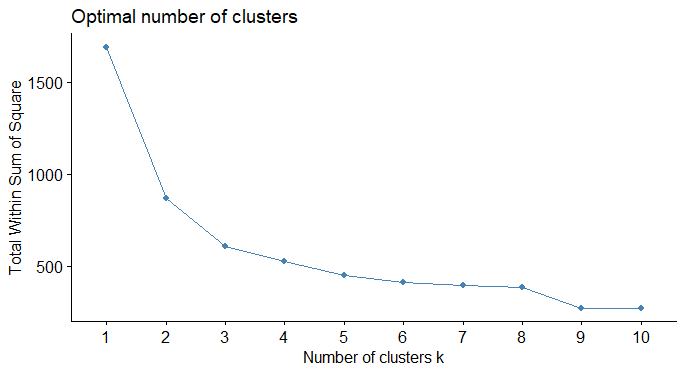 Optimal number of clusters
Total Within Sum of Square
1500
1000
500
1 2 3 4 5 6 7 8 9 10
Number of clusters k